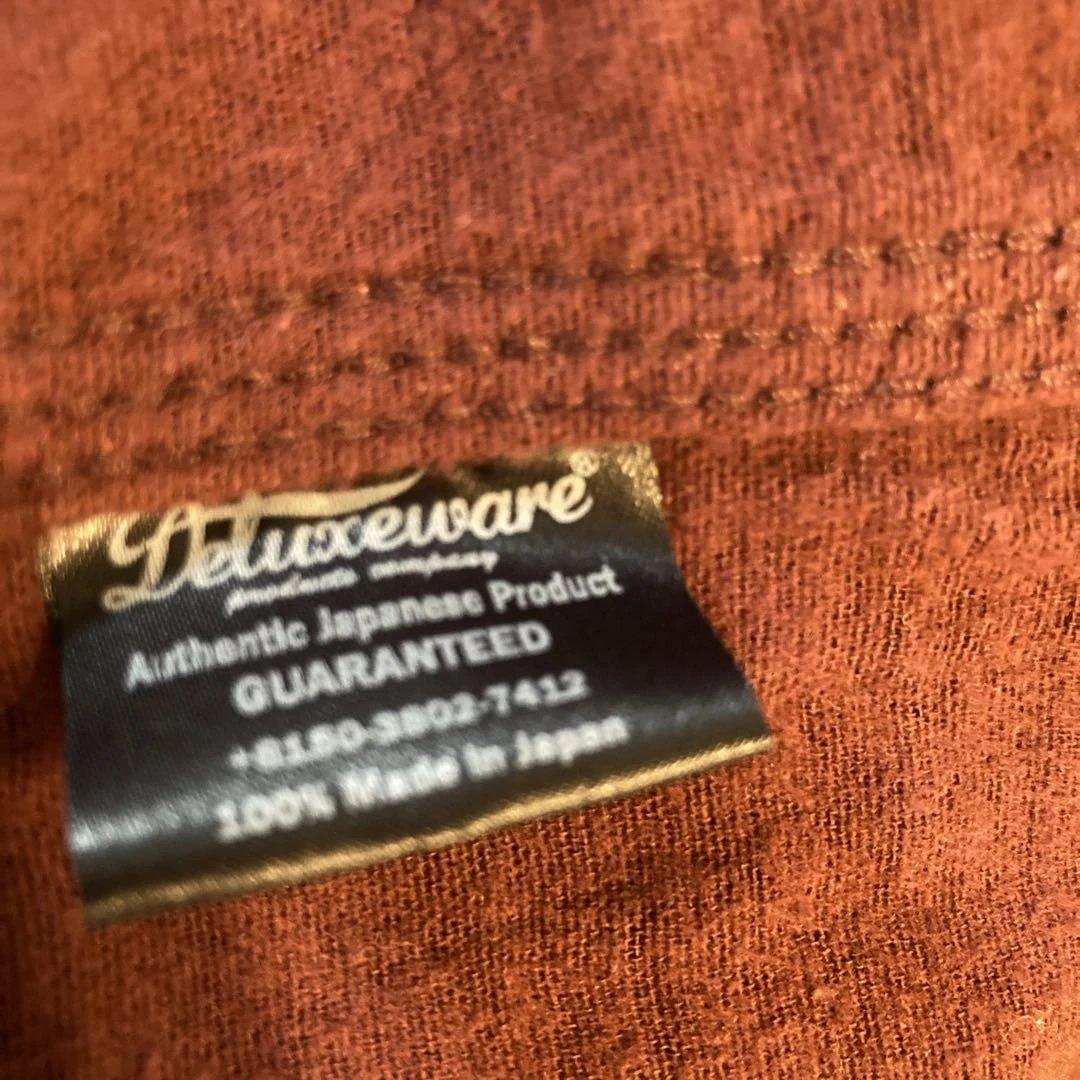 Deluxeware®
products company
Authentic Japanese Product
GUARANTEED
+8150-3802-7412
100% Made in Japan